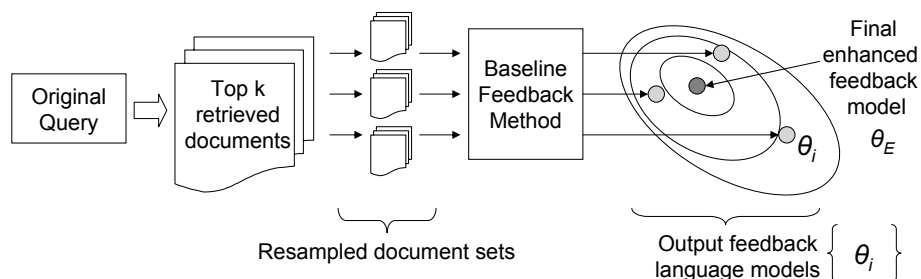 Original
Query
Top k
retrieved
documents
Baseline
Feedback
Method
Final
enhanced
feedback
model
θE
θi
Resampled document sets
Output feedback
language models
{ θi }